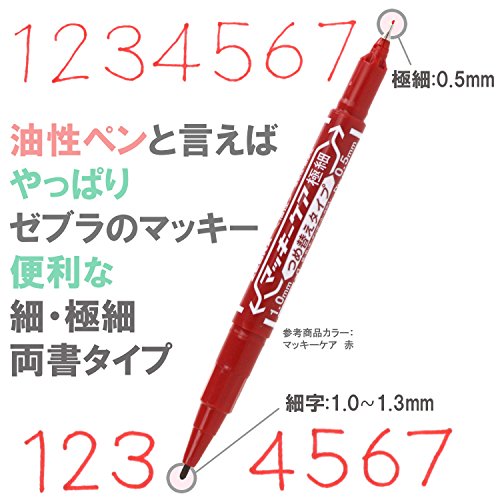 1234567
極細:0.5mm
油性ペンと言えば
やっぱり
ゼブラのマッキー
便利な
細・極細
両書タイプ
マッキーケア 極細
つめ替えタイプ
0.5mm
1.0mm
参考商品カラー:
マッキーケア 赤
細字:1.0~1.3mm
123 4567